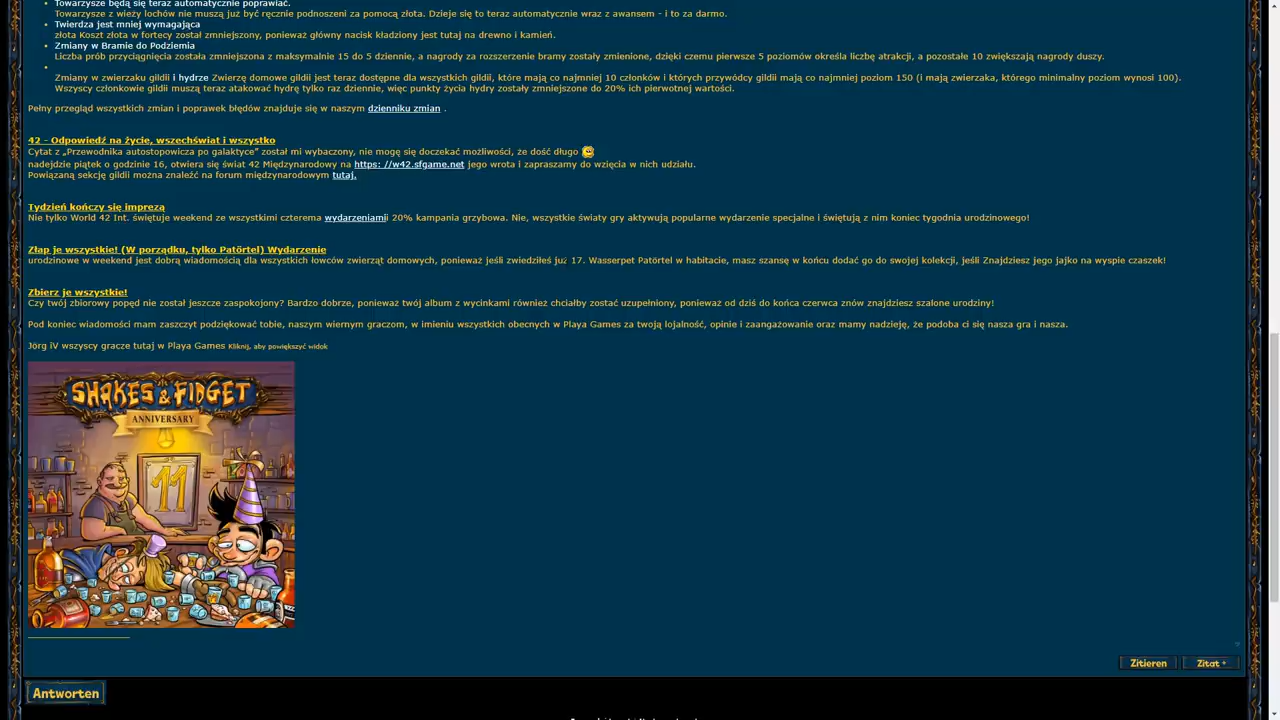 Towarzysze będą się teraz automatycznie poprawiać.
Towarzysze z wieży lochów nie muszą już być ręcznie podnoszeni za pomocą złota. Dzieje się to teraz automatycznie wraz z awansem - i to za darmo.
Twierdza jest mniej wymagająca
złota Koszt złota w fortecy został zmniejszony, ponieważ główny nacisk kładziony jest tutaj na drewno i kamień.
Zmiany w Bramie do Podziemia
Liczba prób przyciągnięcia została zmniejszona z maksymalnie 15 do 5 dziennie, a nagrody za rozszerzenie bramy zostały zmienione, dzięki czemu pierwsze 5 poziomów określa liczbę atrakcji, a pozostałe 10 zwiększają nagrody duszy.
Zmiany w zwierzaku gildii i hydrze Zwierzę domowe gildii jest teraz dostępne dla wszystkich gildii, które mają co najmniej 10 członków i których przywódcy gildii mają co najmniej poziom 150 (i mają zwierzaka, którego minimalny poziom wynosi 100).
Wszyscy członkowie gildii muszą teraz atakować hydrę tylko raz dziennie, więc punkty życia hydry zostały zmniejszone do 20% ich pierwotnej wartości.
Pełny przegląd wszystkich zmian i poprawek błędów znajduje się w naszym dzienniku zmian .
42 - Odpowiedź na życie, wszechświat i wszystko
Cytat z „Przewodnika autostopowicza po galaktyce” został mi wybaczony, nie mogę się doczekać możliwości, że dość długo
nadejdzie piątek o godzinie 16, otwiera się świat 42 Międzynarodowy na https: //w42.sfgame.net jego wrota i zapraszamy do wzięcia w nich udziału.
Powiązaną sekcję gildii można znaleźć na forum międzynarodowym tutaj.
Tydzień kończy się imprezą
Nie tylko World 42 Int. świętuje weekend ze wszystkimi czterema wydarzeniami i 20% kampania grzybowa. Nie, wszystkie światy gry aktywują popularne wydarzenie specjalne i świętują z nim koniec tygodnia urodzinowego!
Złap je wszystkie! (W porządku, tylko Patörtel) Wydarzenie
urodzinowe w weekend jest dobrą wiadomością dla wszystkich łowców zwierząt domowych, ponieważ jeśli zwiedziłeś już 17. Wasserpet Patörtel w habitacie, masz szansę w końcu dodać go do swojej kolekcji, jeśli Znajdziesz jego jajko na wyspie czaszek!
Zbierz je wszystkie!
Czy twój zbiorowy popęd nie został jeszcze zaspokojony? Bardzo dobrze, ponieważ twój album z wycinkami również chciałby zostać uzupełniony, ponieważ od dziś do końca czerwca znów znajdziesz szalone urodziny!
Pod koniec wiadomości mam zaszczyt podziękować tobie, naszym wiernym graczom, w imieniu wszystkich obecnych w Playa Games za twoją lojalność, opinie i zaangażowanie oraz mamy nadzieję, że podoba ci się nasza gra i nasza.
Jörg iV wszyscy gracze tutaj w Playa Games Kliknij, aby powiększyć widok
SHAKES & FIDGET
ANNIVERSARY
11
Zitieren Zitat +
Antworten